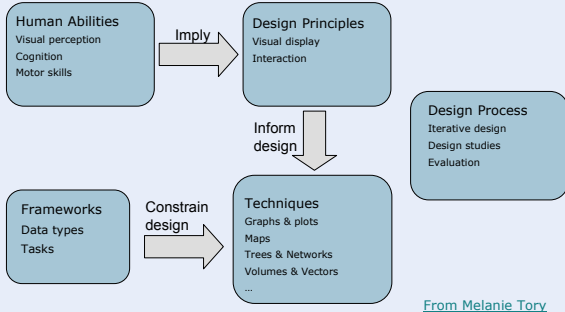 Human Abilities
Visual perception
Cognition
Motor skills
Imply
Design Principles
Visual display
Interaction
Inform
design
Design Process
Iterative design
Design studies
Evaluation
Frameworks
Data types
Tasks
Constrain
design
Techniques
Graphs & plots
Maps
Trees & Networks
Volumes & Vectors
...
From Melanie Tory